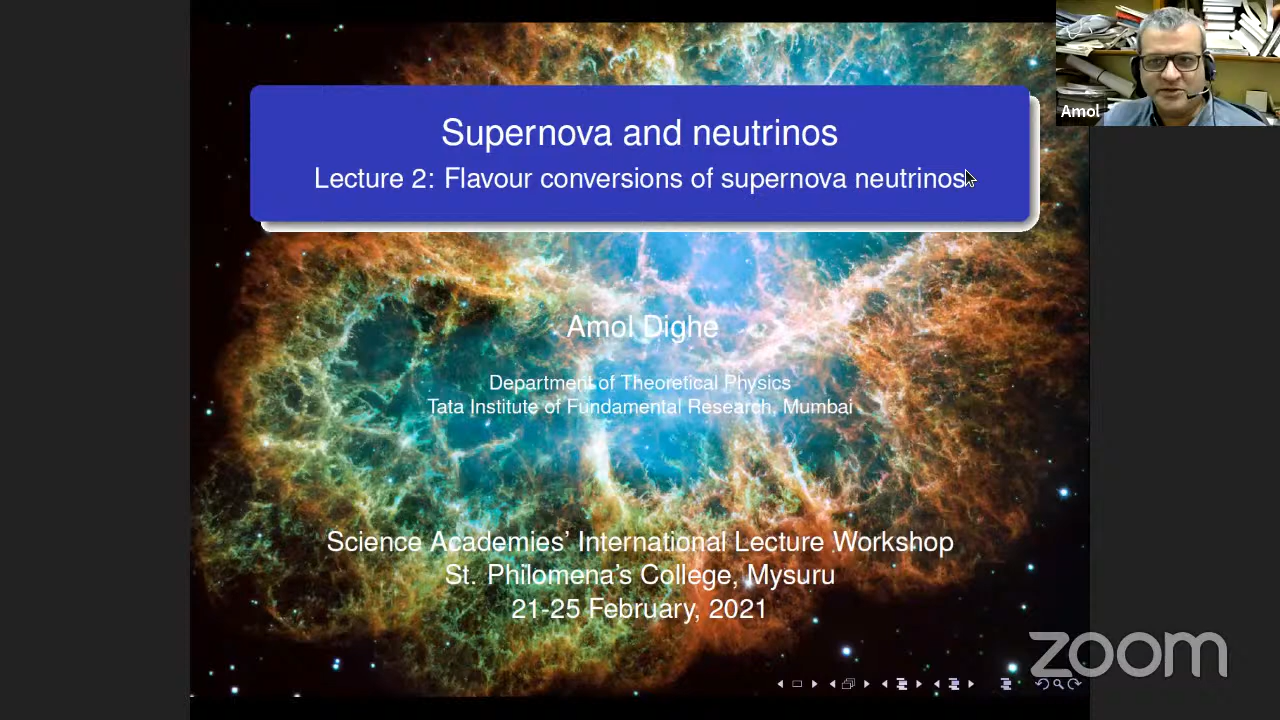 Supernova and neutrinos
Lecture 2: Flavour conversions of supernova neutrinos
Amol
Amol Dighe
Department of Theoretical Physics
Tata Institute of Fundamental Research, Mumbai
Science Academies' International Lecture Workshop
St. Philomena's College, Mysuru
21-25 February, 2021
zoom